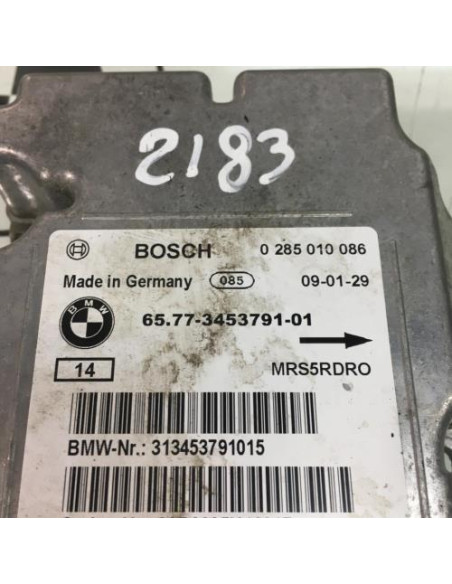 2183
BOSCH 0 285 010 086
Made in Germany 085 09-01-29
BMW 65.77-3453791-01
14 MRS5RDRO
BMW-Nr.: 313453791015